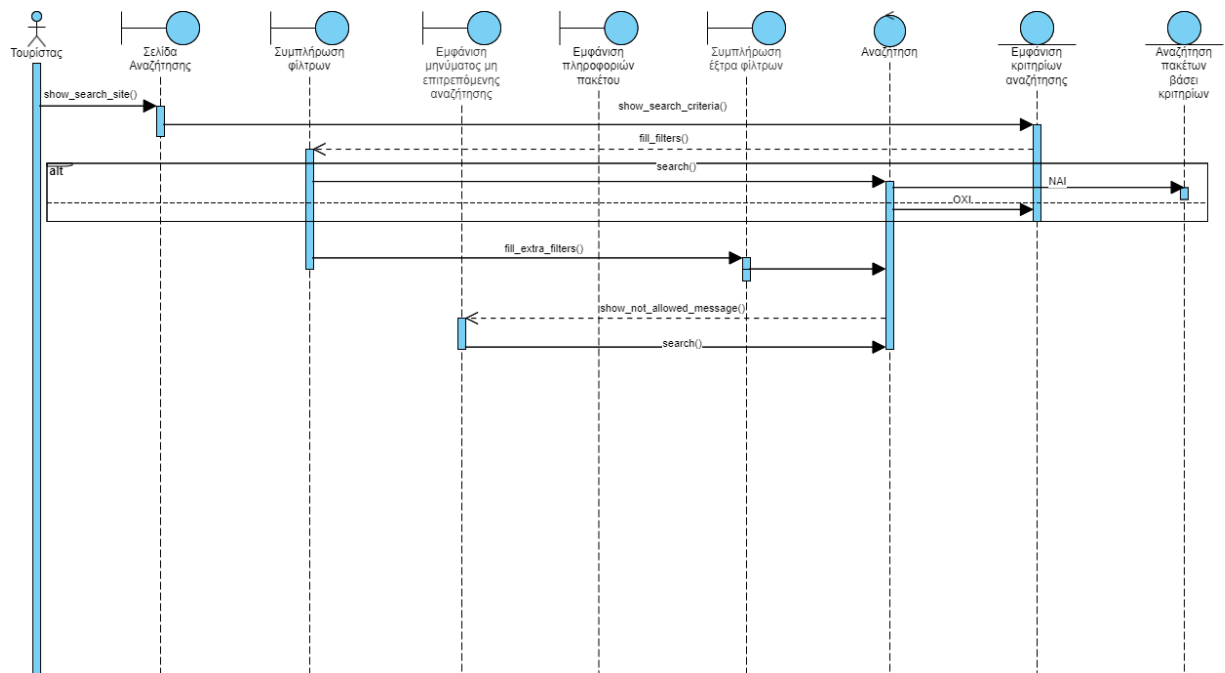 Τουρίστας
Σελίδα
Αναζήτησης
Συμπλήρωση
φίλτρων
Εμφάνιση
μηνύματος μη
επιτρεπόμενης
αναζήτησης
Εμφάνιση
πληροφοριών
πακέτου
Συμπλήρωση
έξτρα φίλτρων
Αναζήτηση
Εμφάνιση
κριτηρίων
αναζήτησης
Αναζήτηση
πακέτων
βάσει
κριτηρίων
show_search_site()
show_search_criteria()
fill_filters()
alt
search()
ΝΑΙ
ΟΧΙ
fill_extra_filters()
show_not_allowed_message()
search()